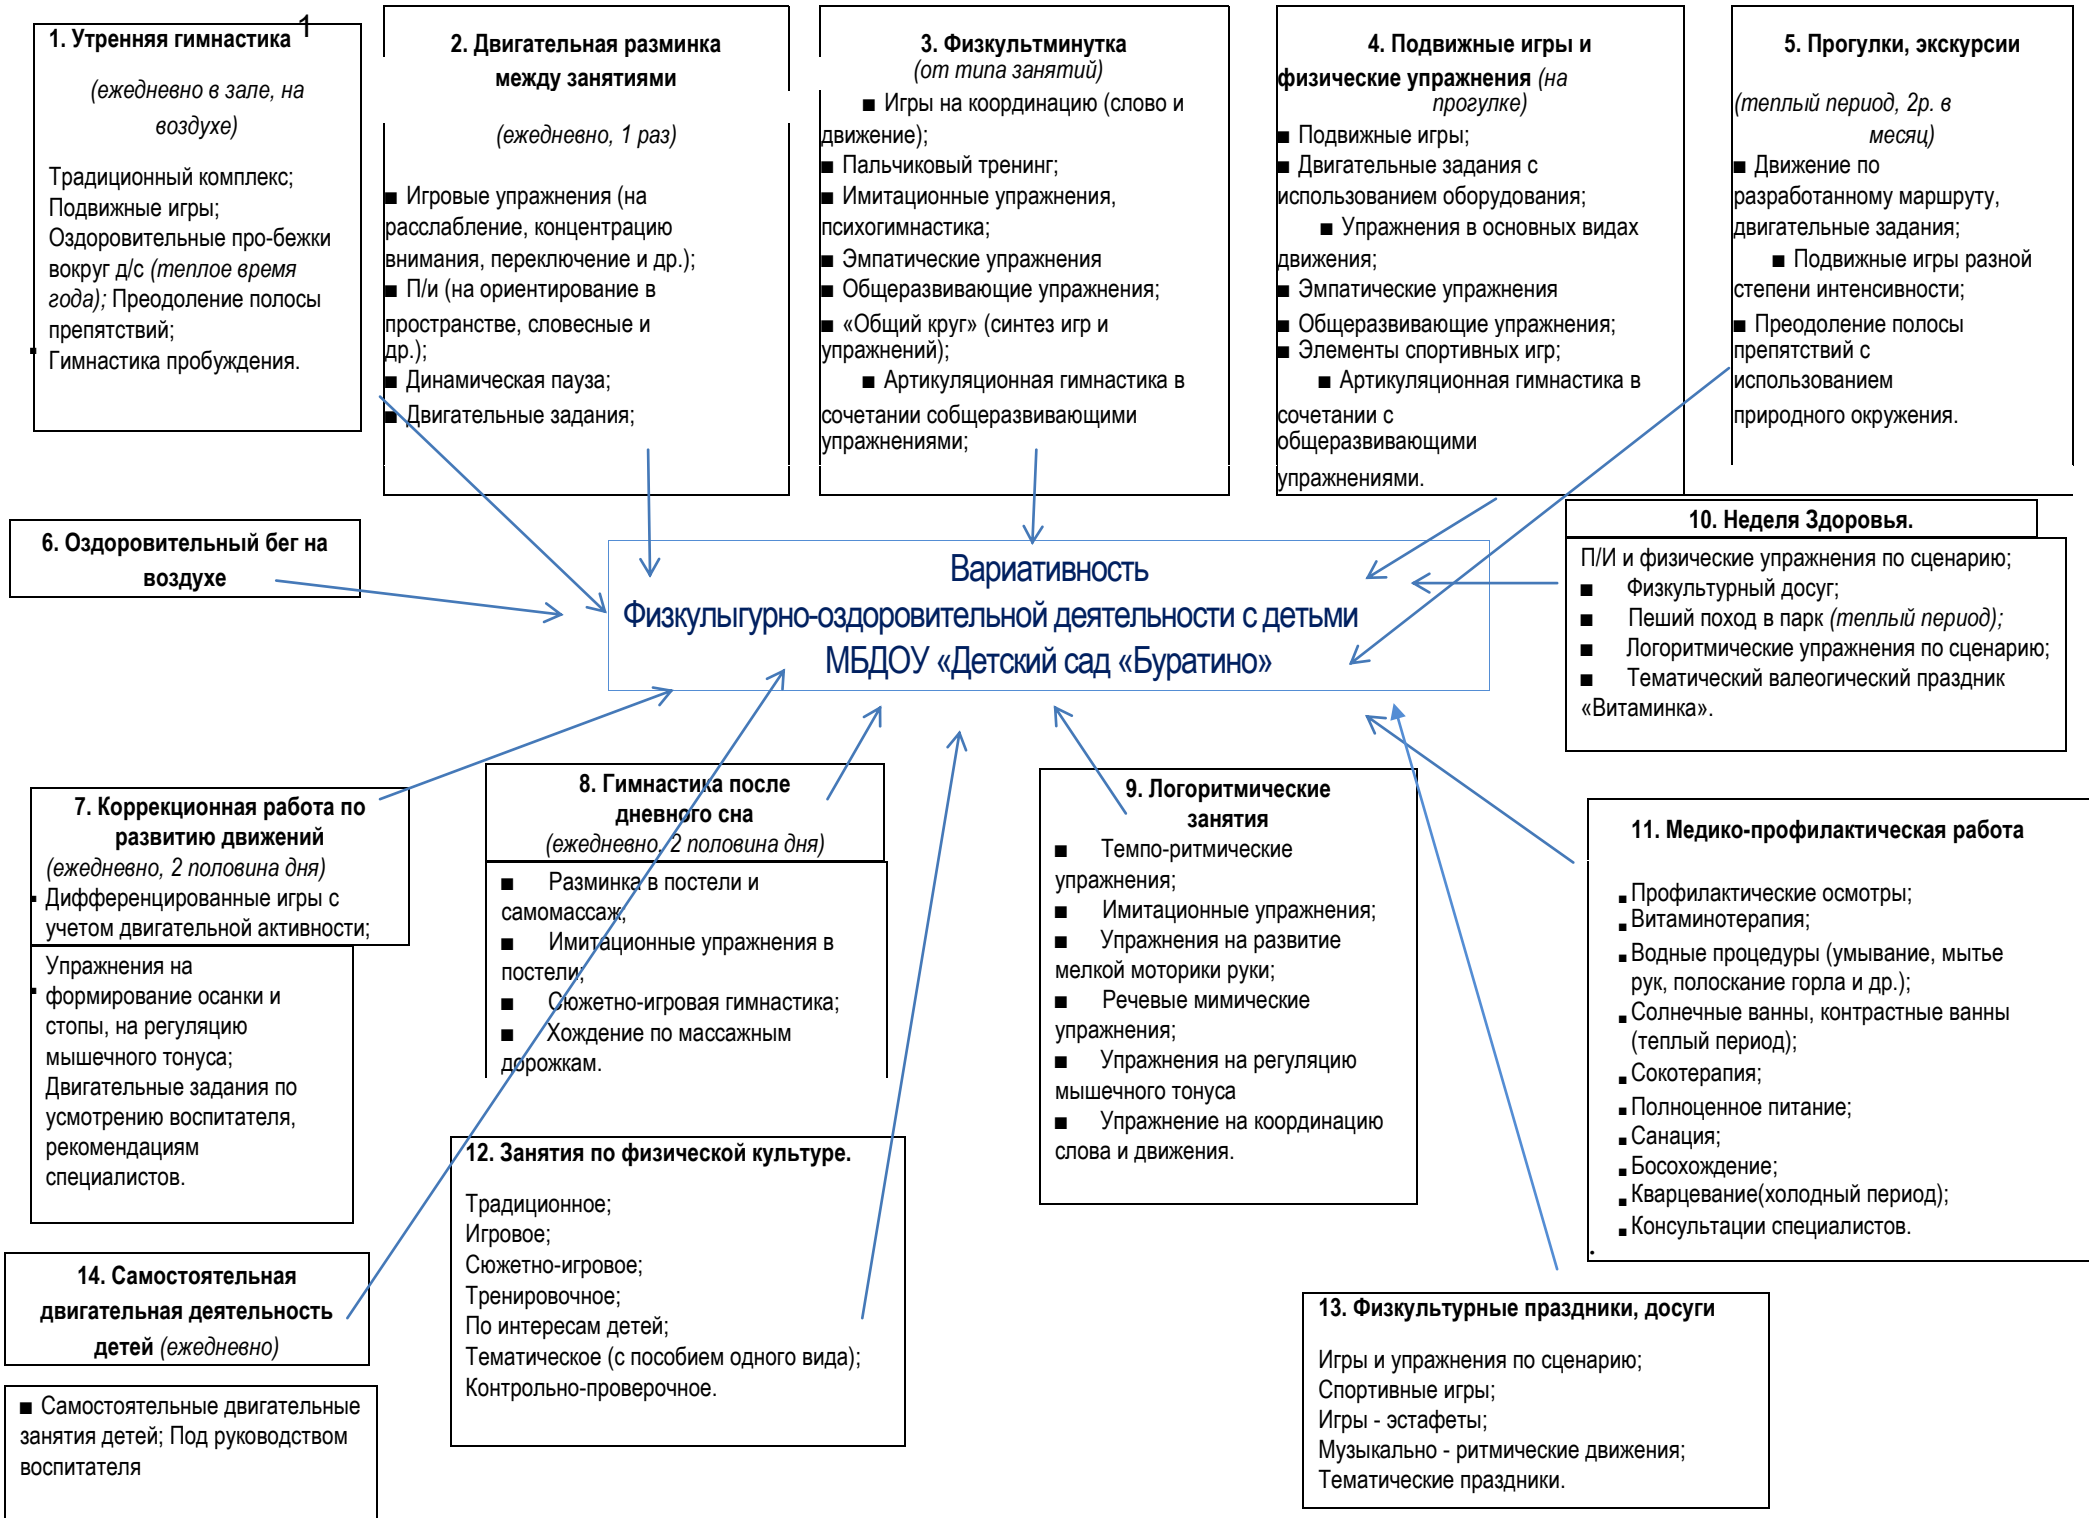 1
1. Утренняя гимнастика
(ежедневно в зале, на
воздухе)
Традиционный комплекс;
Подвижные игры;
Оздоровительные про-бежки
вокруг д/с (теплое время
года); Преодоление полосы
препятствий;
Гимнастика пробуждения.
2. Двигательная разминка
между занятиями
(ежедневно, 1 раз)
■ Игровые упражнения (на
расслабление, концентрацию
внимания, переключение и др.);
■ П/и (на ориентирование в
пространстве, словесные и
др.);
■ Динамическая пауза;
■ Двигательные задания;
3. Физкультминутка
(от типа занятий)
■ Игры на координацию (слово и
движение);
■ Пальчиковый тренинг;
■ Имитационные упражнения,
психогимнастика;
■ Эмпатические упражнения
■ Общеразвивающие упражнения;
■ «Общий круг» (синтез игр и
упражнений);
■ Артикуляционная гимнастика в
сочетании собщеразвивающими
упражнениями;
4. Подвижные игры и
физические упражнения (на
прогулке)
■ Подвижные игры;
■ Двигательные задания с
использованием оборудования;
■ Упражнения в основных видах
движения;
■ Эмпатические упражнения
■ Общеразвивающие упражнения;
■ Элементы спортивных игр;
■ Артикуляционная гимнастика в
сочетании с
общеразвивающими
упражнениями.
5. Прогулки, экскурсии
(теплый период, 2р. в
месяц)
■ Движение по
разработанному маршруту,
двигательные задания;
■ Подвижные игры разной
степени интенсивности;
■ Преодоление полосы
препятствий с
использованием
природного окружения.
6. Оздоровительный бег на
воздухе
Вариативность
Физкулыгурно-оздоровительной деятельности с детьми
МБДОУ «Детский сад «Буратино»
10. Неделя Здоровья.
П/И и физические упражнения по сценарию;
■ Физкультурный досуг;
■ Пеший поход в парк (теплый период);
■ Логоритмические упражнения по сценарию;
■ Тематический валеогический праздник
«Витаминка».
7. Коррекционная работа по
развитию движений
(ежедневно, 2 половина дня)
▪ Дифференцированные игры с
учетом двигательной активности;
Упражнения на
▪ формирование осанки и
стопы, на регуляцию
мышечного тонуса;
Двигательные задания по
усмотрению воспитателя,
рекомендациям
специалистов.
8. Гимнастика после
дневного сна
(ежедневно, 2 половина дня)
■ Разминка в постели и
самомассаж;
■ Имитационные упражнения в
постели;
■ Сюжетно-игровая гимнастика;
■ Хождение по массажным
дорожкам.
9. Логоритмические
занятия
■ Темпо-ритмические
упражнения;
■ Имитационные упражнения;
■ Упражнения на развитие
мелкой моторики руки;
■ Речевые мимические
упражнения;
■ Упражнения на регуляцию
мышечного тонуса
■ Упражнение на координацию
слова и движения.
11. Медико-профилактическая работа
▪ Профилактические осмотры;
▪ Витаминотерапия;
▪ Водные процедуры (умывание, мытье
рук, полоскание горла и др.);
▪ Солнечные ванны, контрастные ванны
(теплый период);
▪ Сокотерапия;
▪ Полноценное питание;
▪ Санация;
▪ Босохождение;
▪ Кварцевание(холодный период);
▪ Консультации специалистов.
12. Занятия по физической культуре.
Традиционное;
Игровое;
Сюжетно-игровое;
Тренировочное;
По интересам детей;
Тематическое (с пособием одного вида);
Контрольно-проверочное.
14. Самостоятельная
двигательная деятельность
детей (ежедневно)
■ Самостоятельные двигательные
занятия детей; Под руководством
воспитателя
13. Физкультурные праздники, досуги
Игры и упражнения по сценарию;
Спортивные игры;
Игры - эстафеты;
Музыкально - ритмические движения;
Тематические праздники.